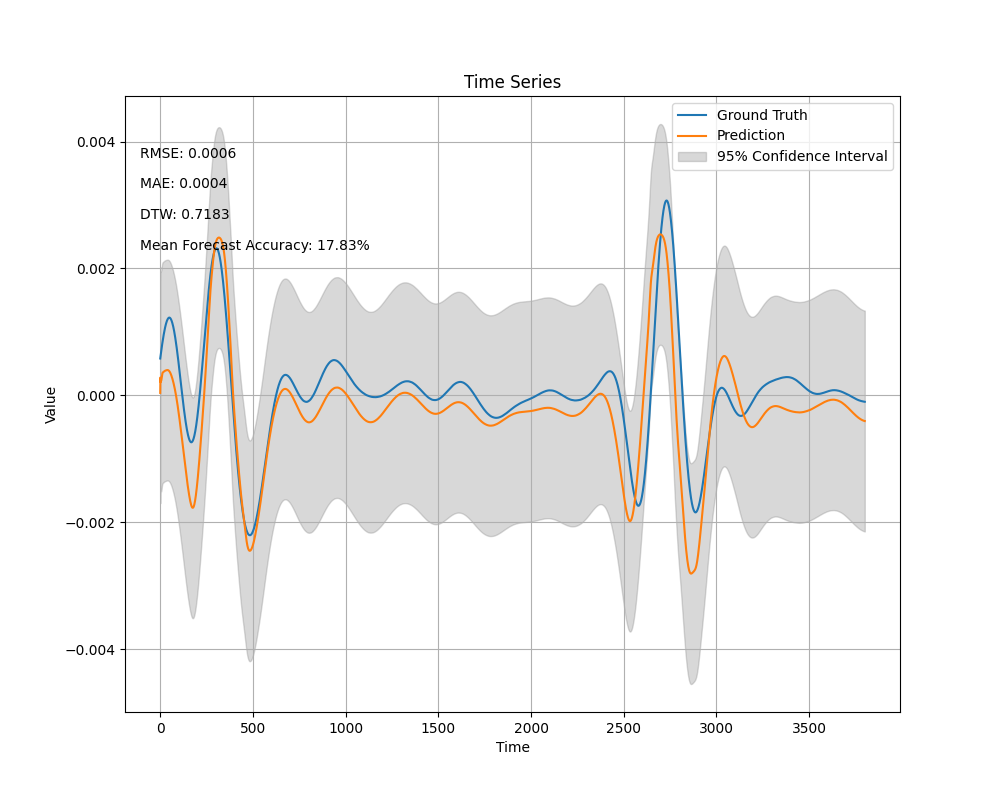 Time Series
Ground Truth
Prediction
95% Confidence Interval
RMSE: 0.0006
MAE: 0.0004
DTW: 0.7183
Mean Forecast Accuracy: 17.83%
Value
0.004
0.002
0.000
−0.002
−0.004
0 500 1000 1500 2000 2500 3000 3500
Time